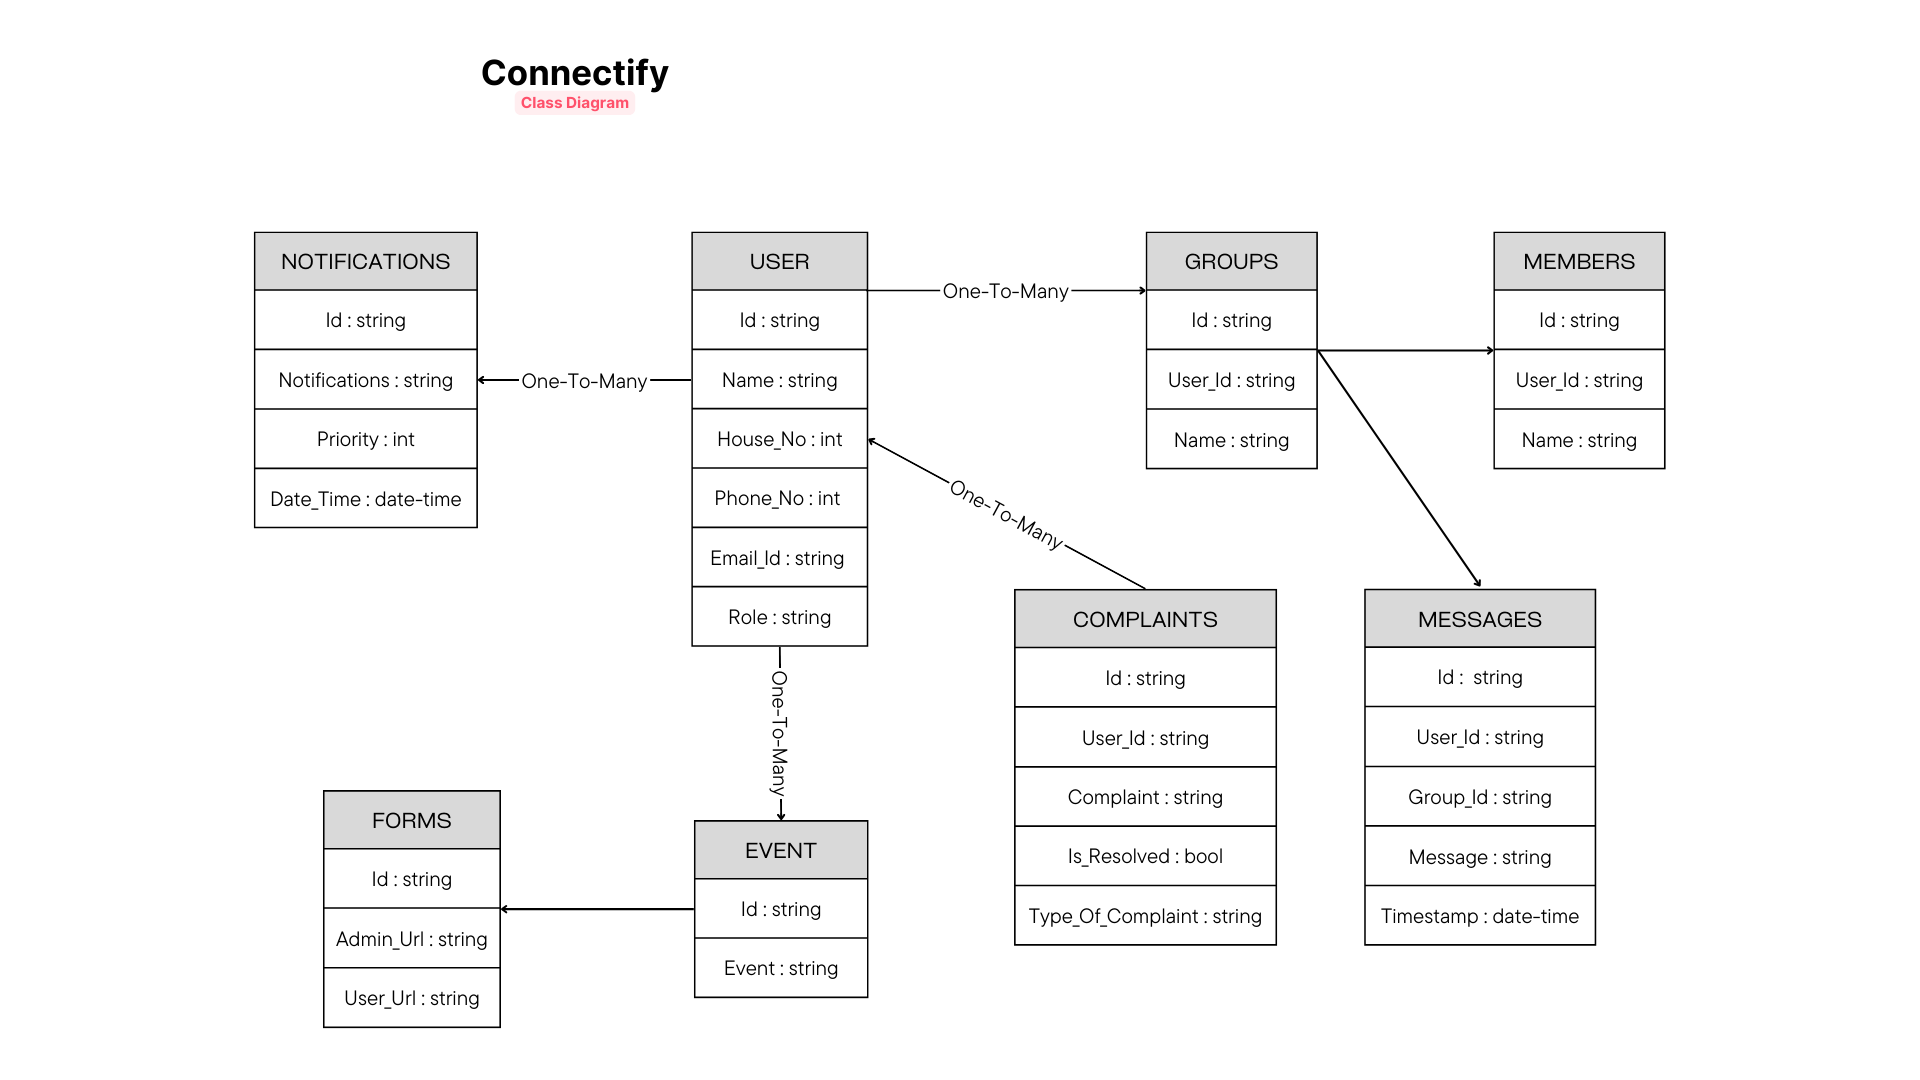 Connectify
Class Diagram
NOTIFICATIONS
Id : string
Notifications : string
Priority : int
Date_Time : date-time
One-To-Many
USER
Id : string
Name : string
House_No : int
Phone_No : int
Email_Id : string
Role : string
One-To-Many
GROUPS
Id : string
User_Id : string
Name : string
MEMBERS
Id : string
User_Id : string
Name : string
One-To-Many
One-To-Many
FORMS
Id : string
Admin_Url : string
User_Url : string
EVENT
Id : string
Event : string
COMPLAINTS
Id : string
User_Id : string
Complaint : string
Is_Resolved : bool
Type_Of_Complaint : string
MESSAGES
Id :  string
User_Id : string
Group_Id : string
Message : string
Timestamp : date-time